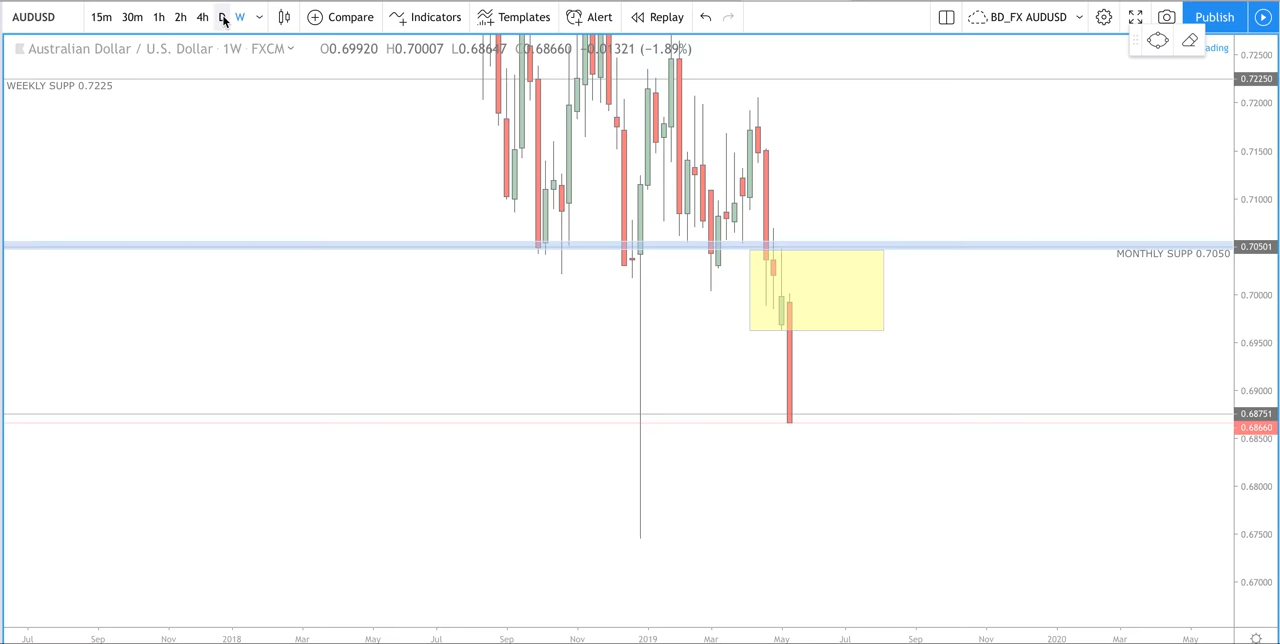 AUDUSD 15m 30m 1h 2h 4h D W Compare Indicators Templates Alert Replay BD_FX AUDUSD Publish
Australian Dollar / U.S. Dollar · 1W · FXCM O0.69920 H0.70007 L0.68647 C0.68660 −0.01321 (−1.89%)
ading
0.72500
WEEKLY SUPP 0.7225
0.72250
0.72000
0.71500
0.71000
0.70501
MONTHLY SUPP 0.7050
0.70000
0.69500
0.69000
0.68751
0.68660
0.68500
0.68000
0.67500
0.67000
Jul Sep Nov 2018 Mar May Jul Sep Nov 2019 Mar May Jul Sep Nov 2020 Mar May